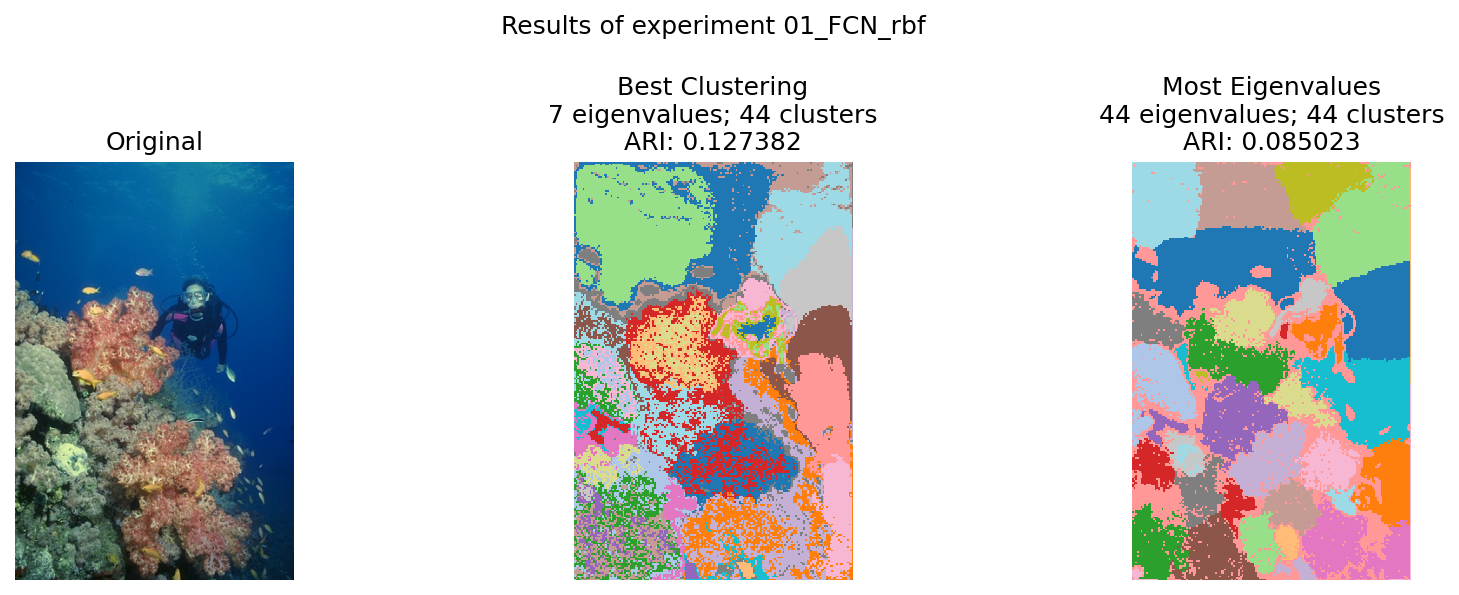 Results of experiment 01_FCN_rbf
Original
Best Clustering
7 eigenvalues; 44 clusters
ARI: 0.127382
Most Eigenvalues
44 eigenvalues; 44 clusters
ARI: 0.085023